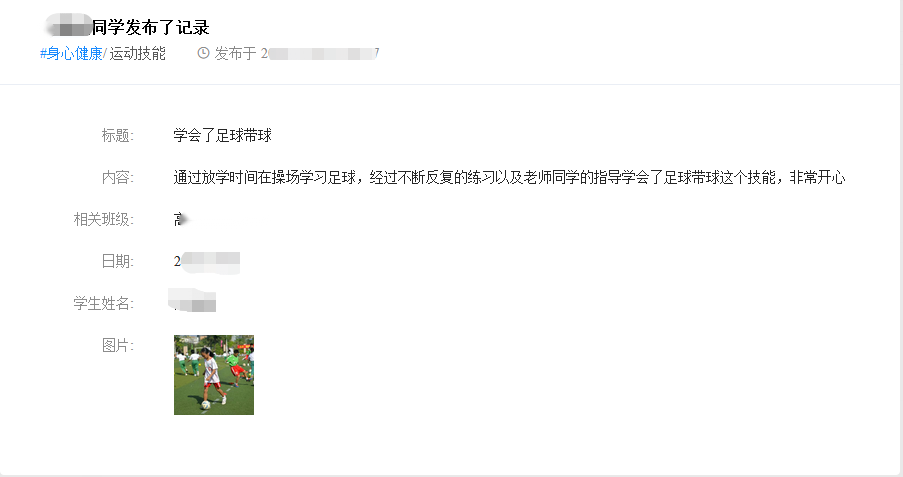 同学发布了记录
#身心健康/ 运动技能 发布于 2
标题: 学会了足球带球
内容: 通过放学时间在操场学习足球，经过不断反复的练习以及老师同学的指导学会了足球带球这个技能，非常开心
相关班级: 高
日期: 2
学生姓名:
图片: